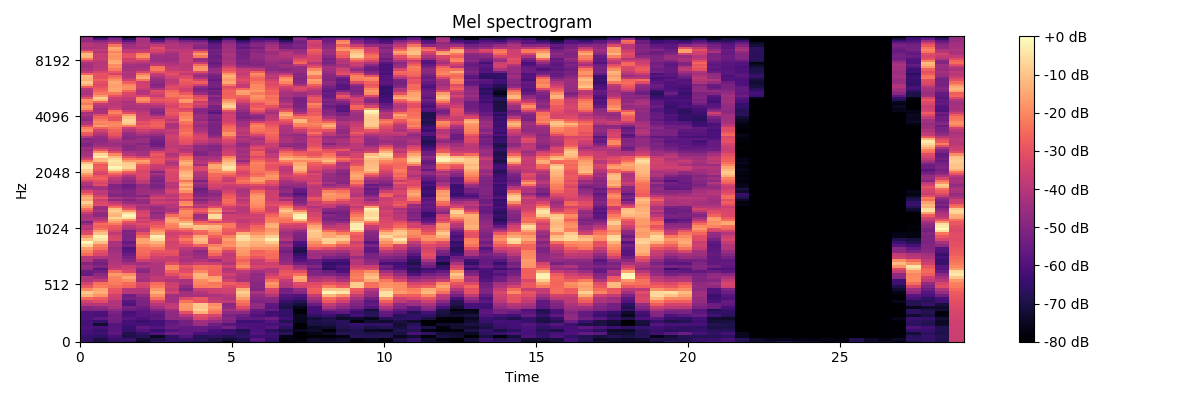 Mel spectrogram
Hz
8192
4096
2048
1024
512
0
0 5 10 15 20 25
Time
+0 dB
-10 dB
-20 dB
-30 dB
-40 dB
-50 dB
-60 dB
-70 dB
-80 dB